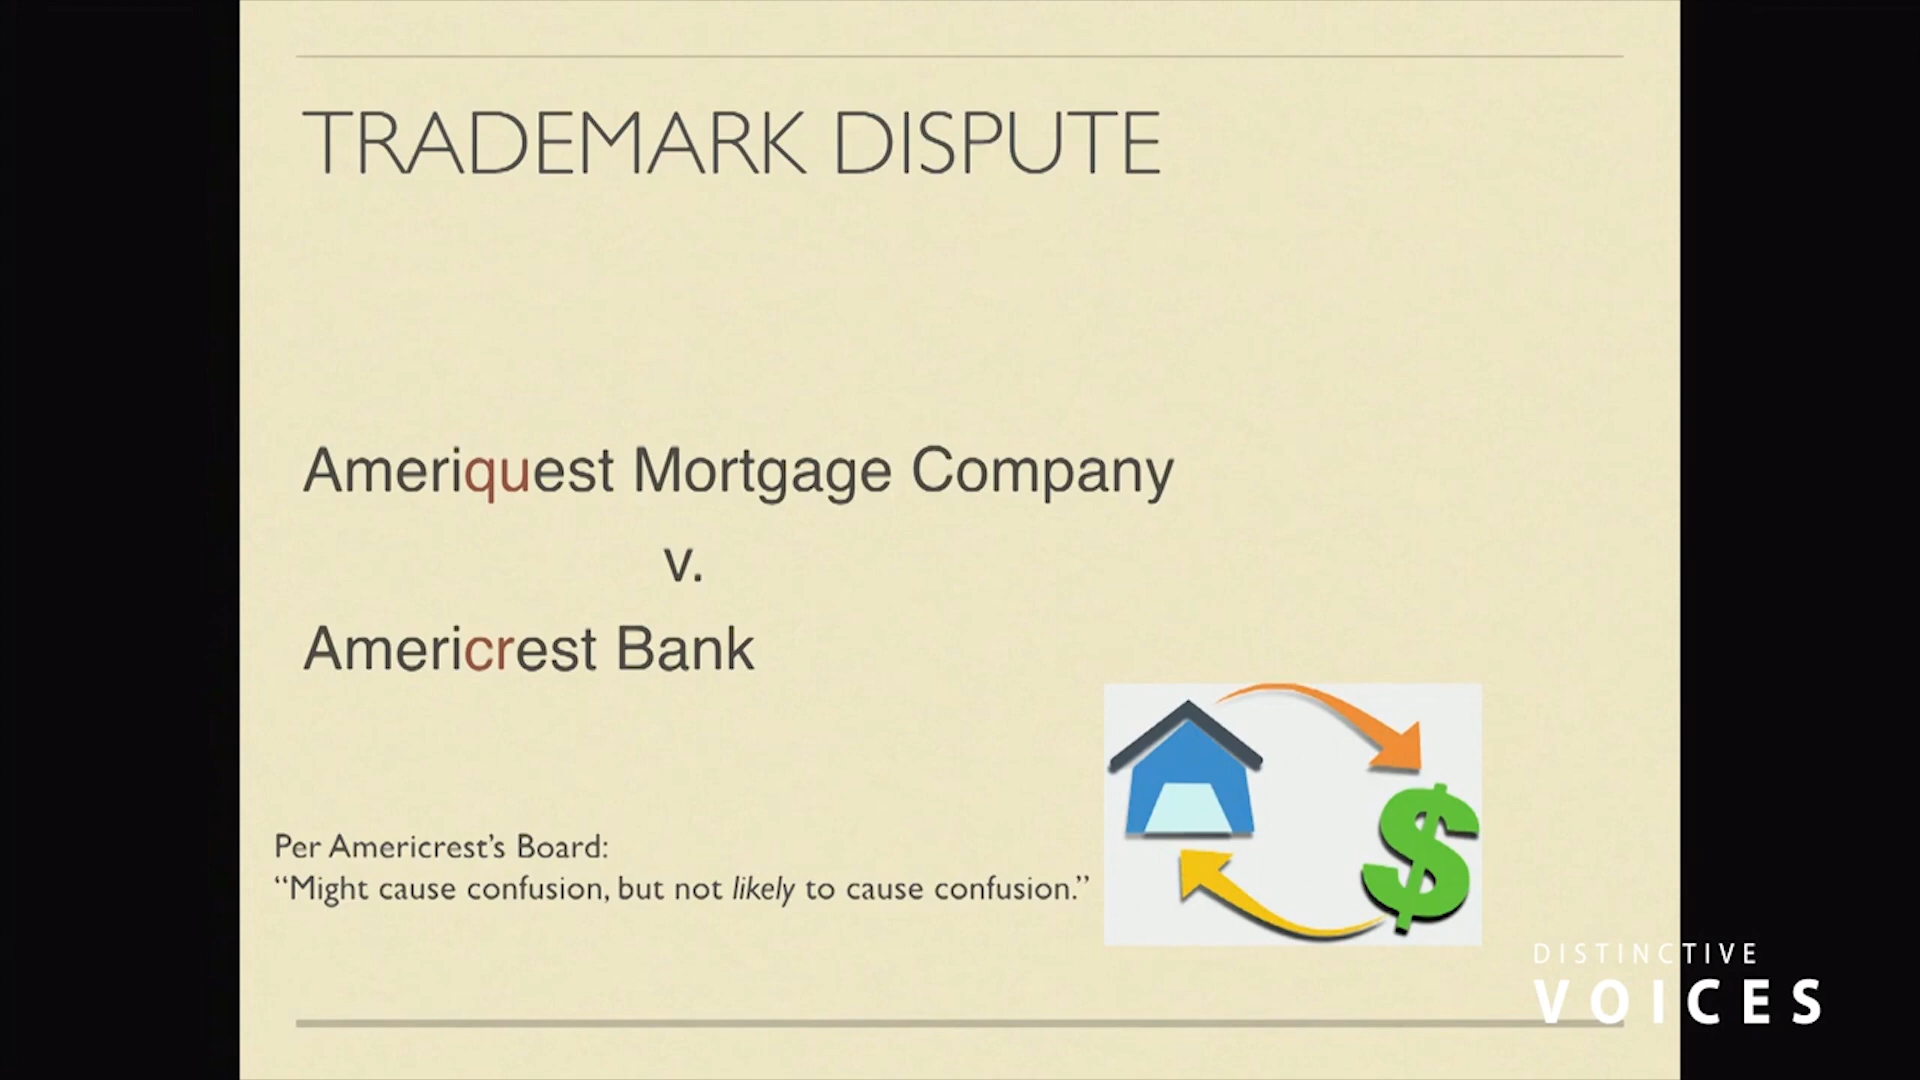 TRADEMARK DISPUTE
Ameriquest Mortgage Company
v.
Americrest Bank
Per Americrest’s Board:
“Might cause confusion, but not likely to cause confusion.”
$
DISTINCTIVE
VOICES